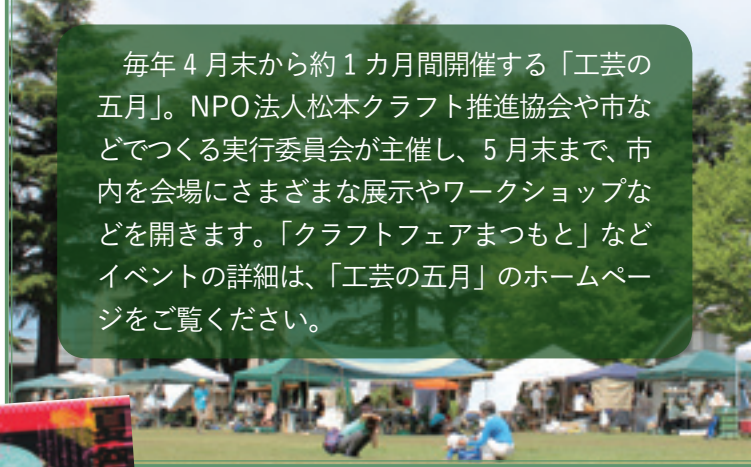 毎年4月末から約1カ月間開催する「工芸の
五月」。NPO法人松本クラフト推進協会や市な
どでつくる実行委員会が主催し、5月末まで、市
内を会場にさまざまな展示やワークショップな
どを開きます。「クラフトフェアまつもと」など
イベントの詳細は、「工芸の五月」のホームペー
ジをご覧ください。